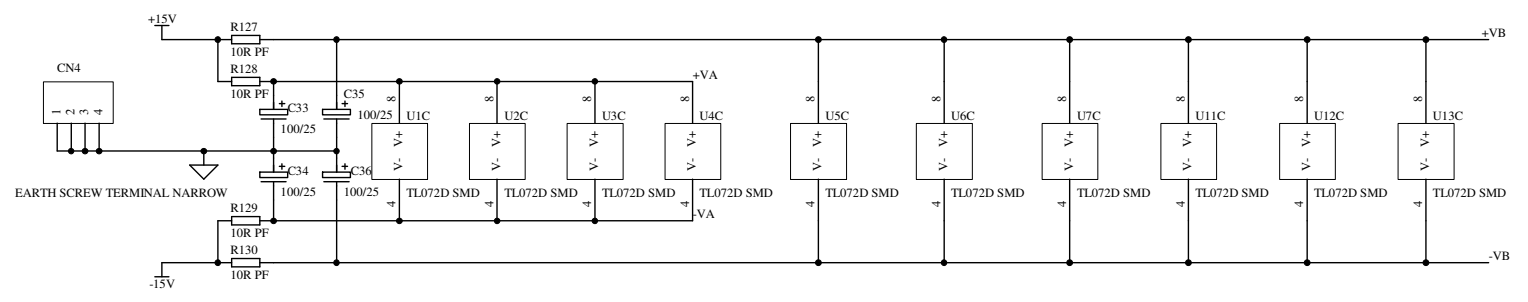 +15V
R127
10R PF
+VB
CN4
R128
10R PF
C35
+
100/25
+VA
C33
+
100/25
1
2
3
4
8
U1C
V+
V-
8
U2C
V+
V-
8
U3C
V+
V-
8
U4C
V+
V-
8
U5C
V+
V-
8
U6C
V+
V-
8
U7C
V+
V-
8
U11C
V+
V-
8
U12C
V+
V-
8
U13C
V+
V-
C34
+
100/25
C36
+
100/25
EARTH SCREW TERMINAL NARROW
4
TL072D SMD
4
TL072D SMD
4
TL072D SMD
4
TL072D SMD
4
TL072D SMD
4
TL072D SMD
4
TL072D SMD
4
TL072D SMD
4
TL072D SMD
4
TL072D SMD
R129
10R PF
-VA
R130
10R PF
-15V
-VB